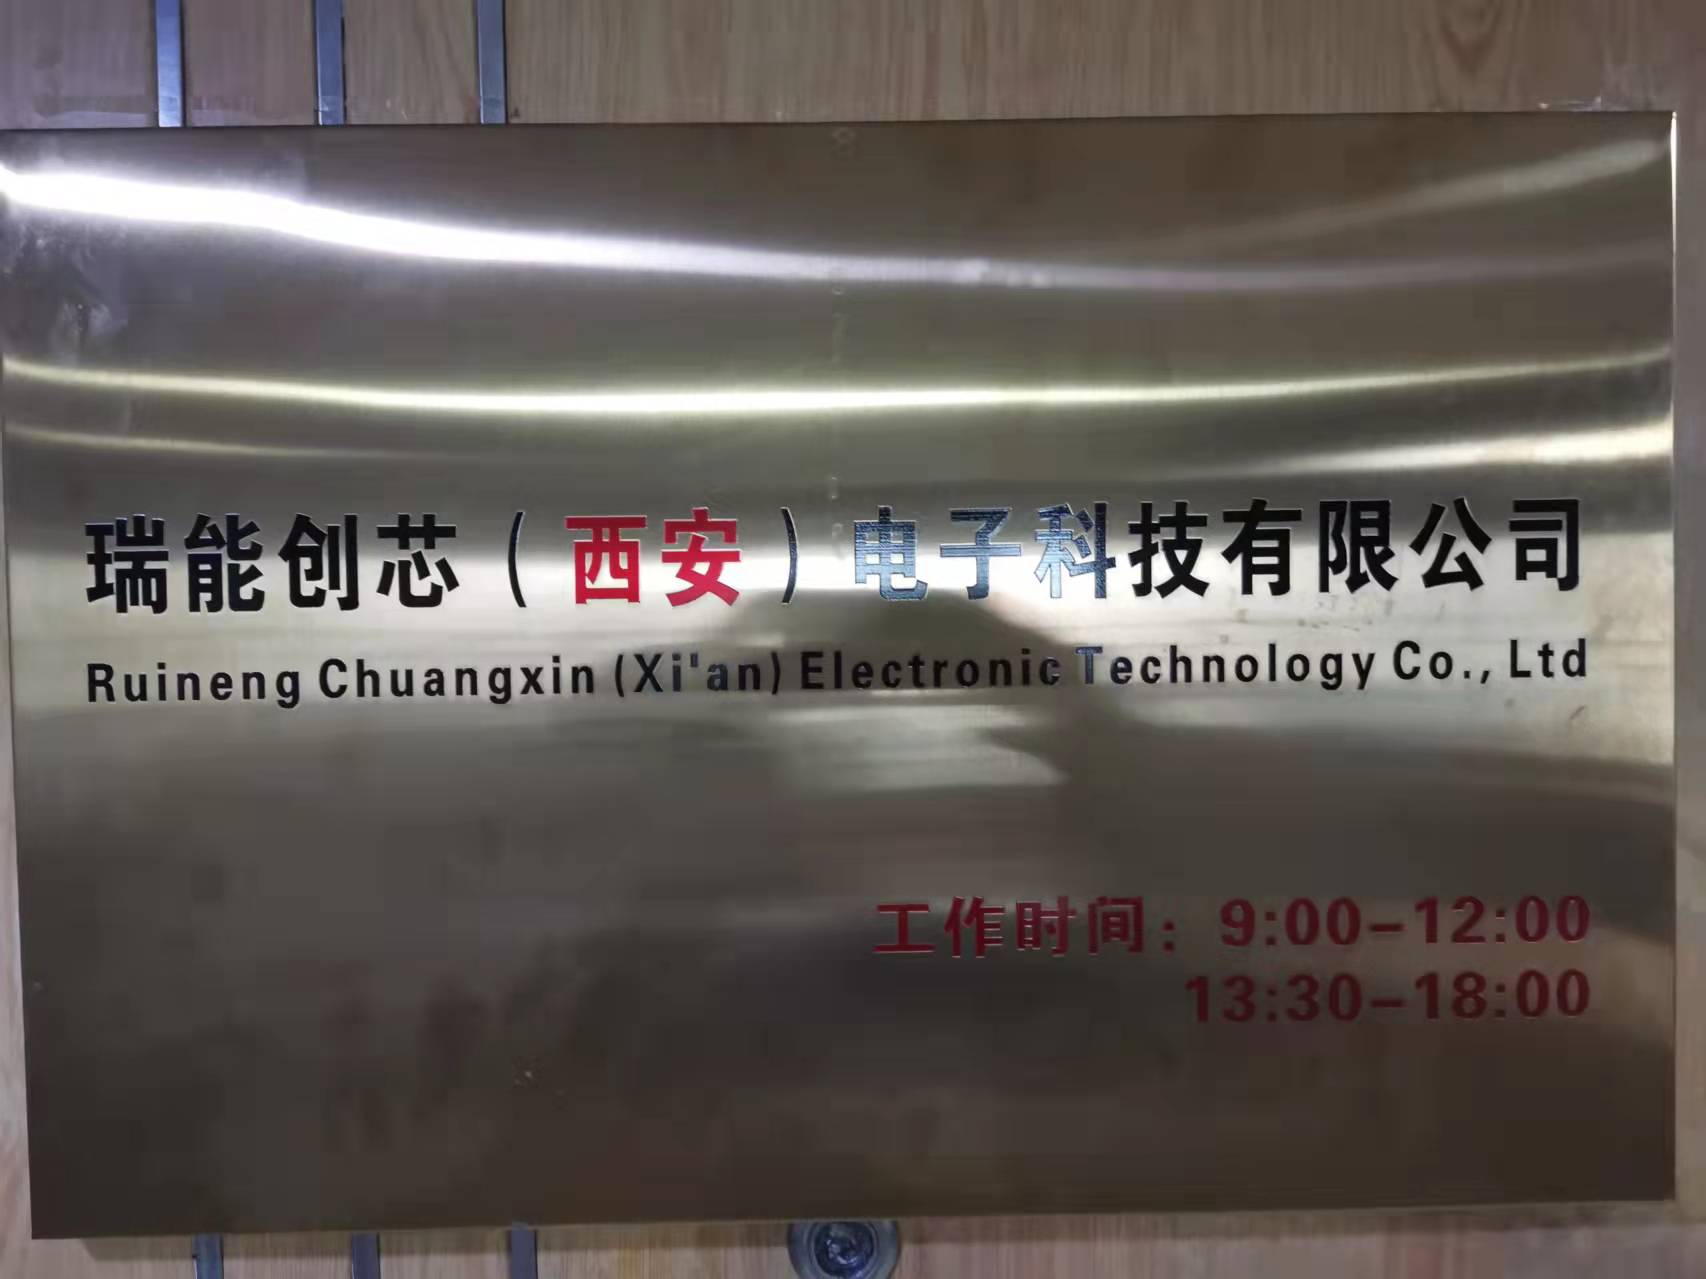 瑞能创芯（西安）电子科技有限公司
Ruineng Chuangxin (Xi'an) Electronic Technology Co., Ltd
工作时间：9:00-12:00
13:30-18:00